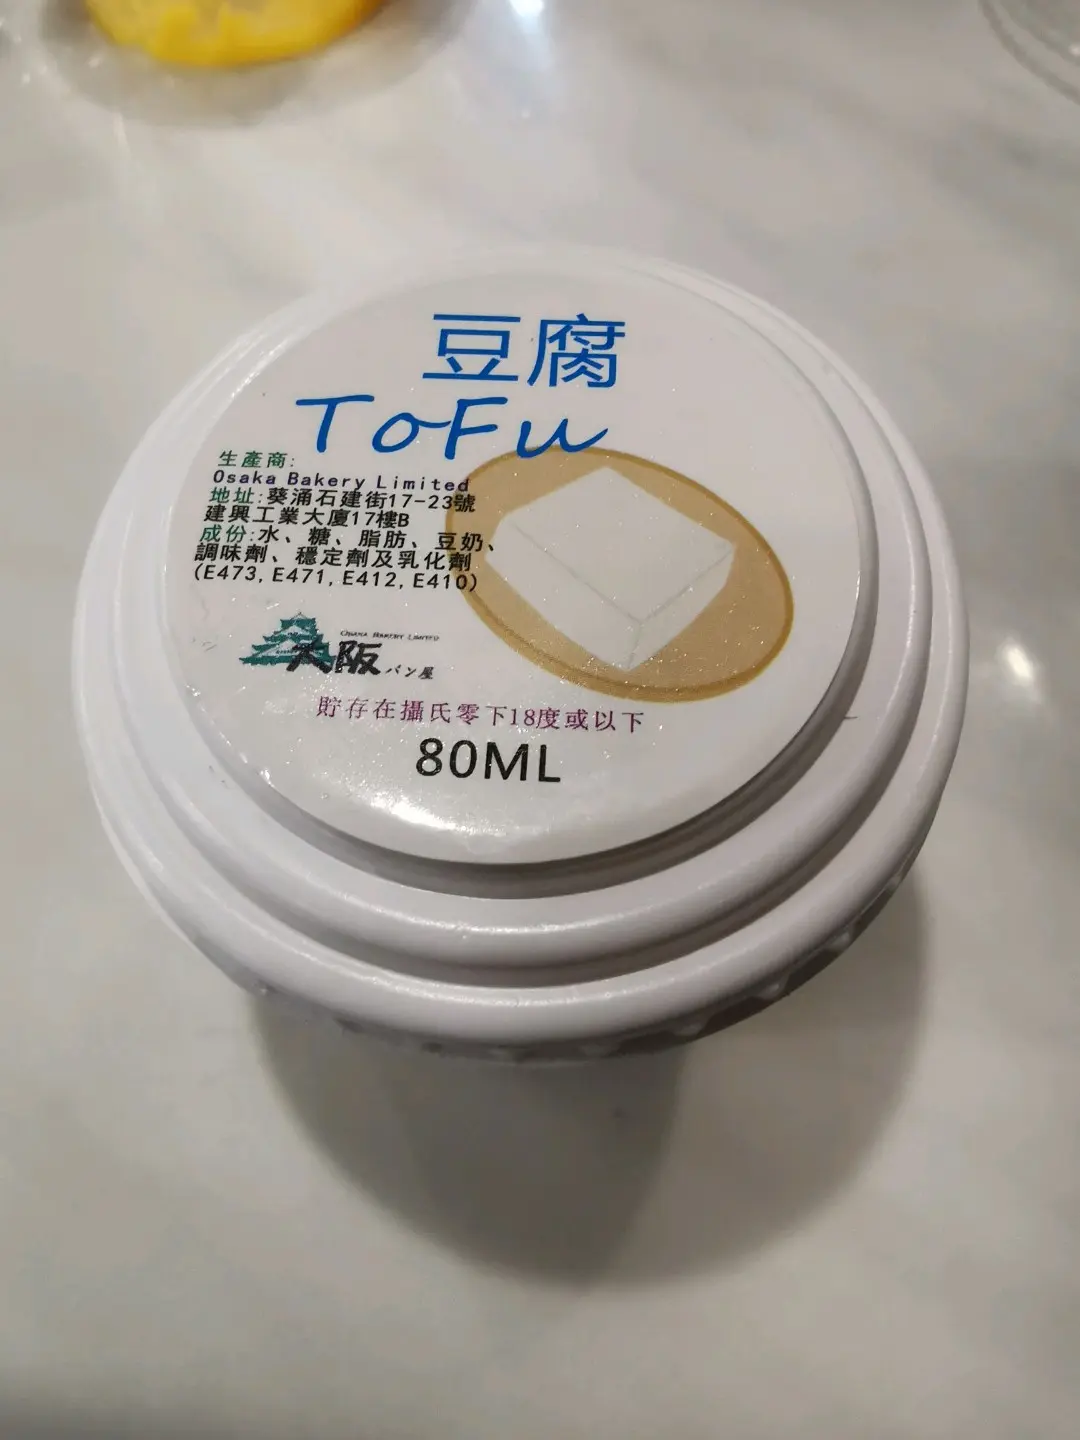 豆腐
ToFu
生產商:
Osaka Bakery Limited
地址:葵涌石建街17-23號
建興工業大廈17樓B
成份:水、糖、脂肪、豆奶、
調味劑、穩定劑及乳化劑
(E473,E471,E412,E410)
OSAKA BAKERY LIMITED
大阪パン屋
貯存在攝氏零下18度或以下
80ML